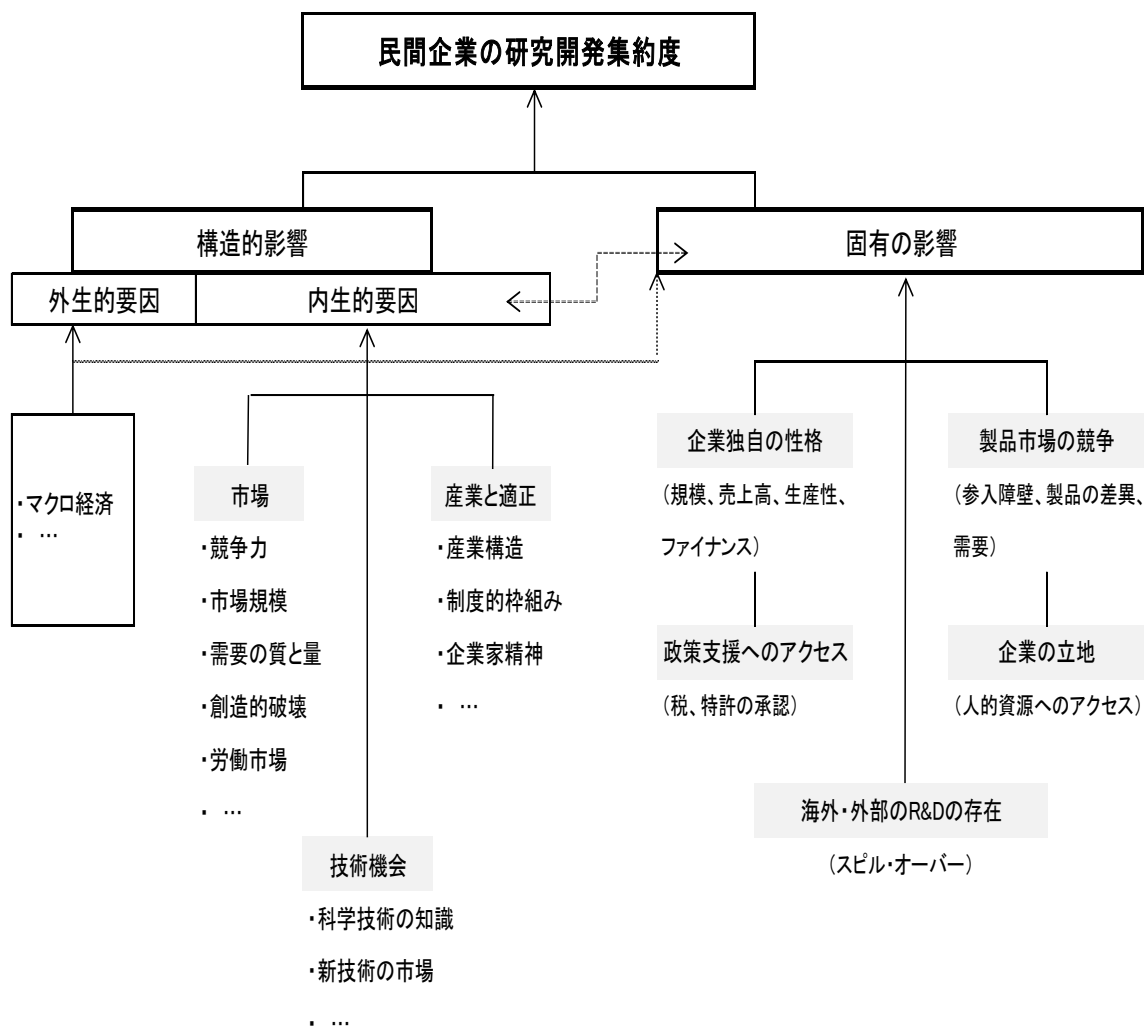 民間企業の研究開発集約度
構造的影響
固有の影響
外生的要因
内生的要因
・マクロ経済
・ …
市場
・競争力
・市場規模
・需要の質と量
・創造的破壊
・労働市場
・ …
産業と適正
・産業構造
・制度的枠組み
・企業家精神
・ …
技術機会
・科学技術の知識
・新技術の市場
・ …
企業独自の性格
（規模、売上高、生産性、
ファイナンス）
製品市場の競争
（参入障壁、製品の差異、
需要）
政策支援へのアクセス
（税、特許の承認）
企業の立地
（人的資源へのアクセス）
海外・外部のR&Dの存在
（スピル・オーバー）